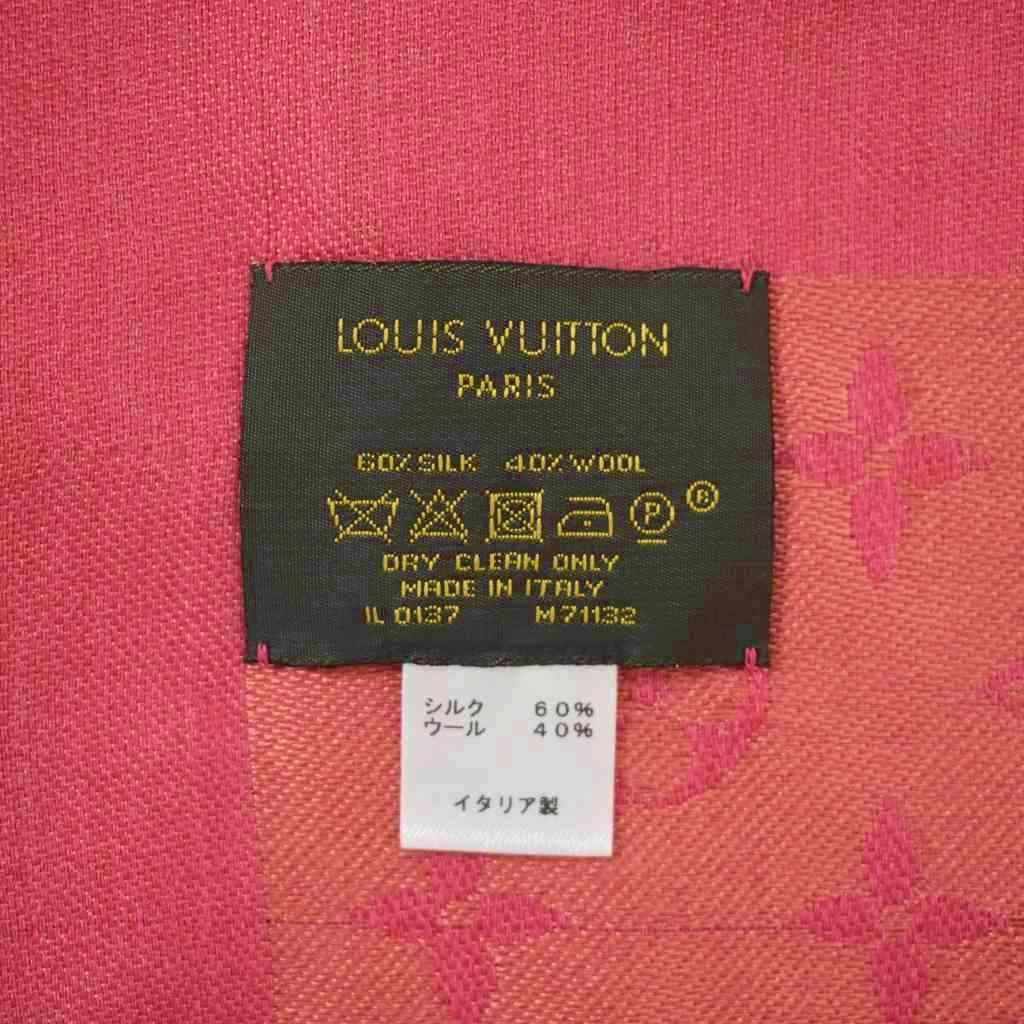 LOUIS VUITTON
PARIS
60% SILK 40% WOOL
P ®
DRY CLEAN ONLY
MADE IN ITALY
IL 0137 M71132
シルク 60%
ウール 40%
イタリア製